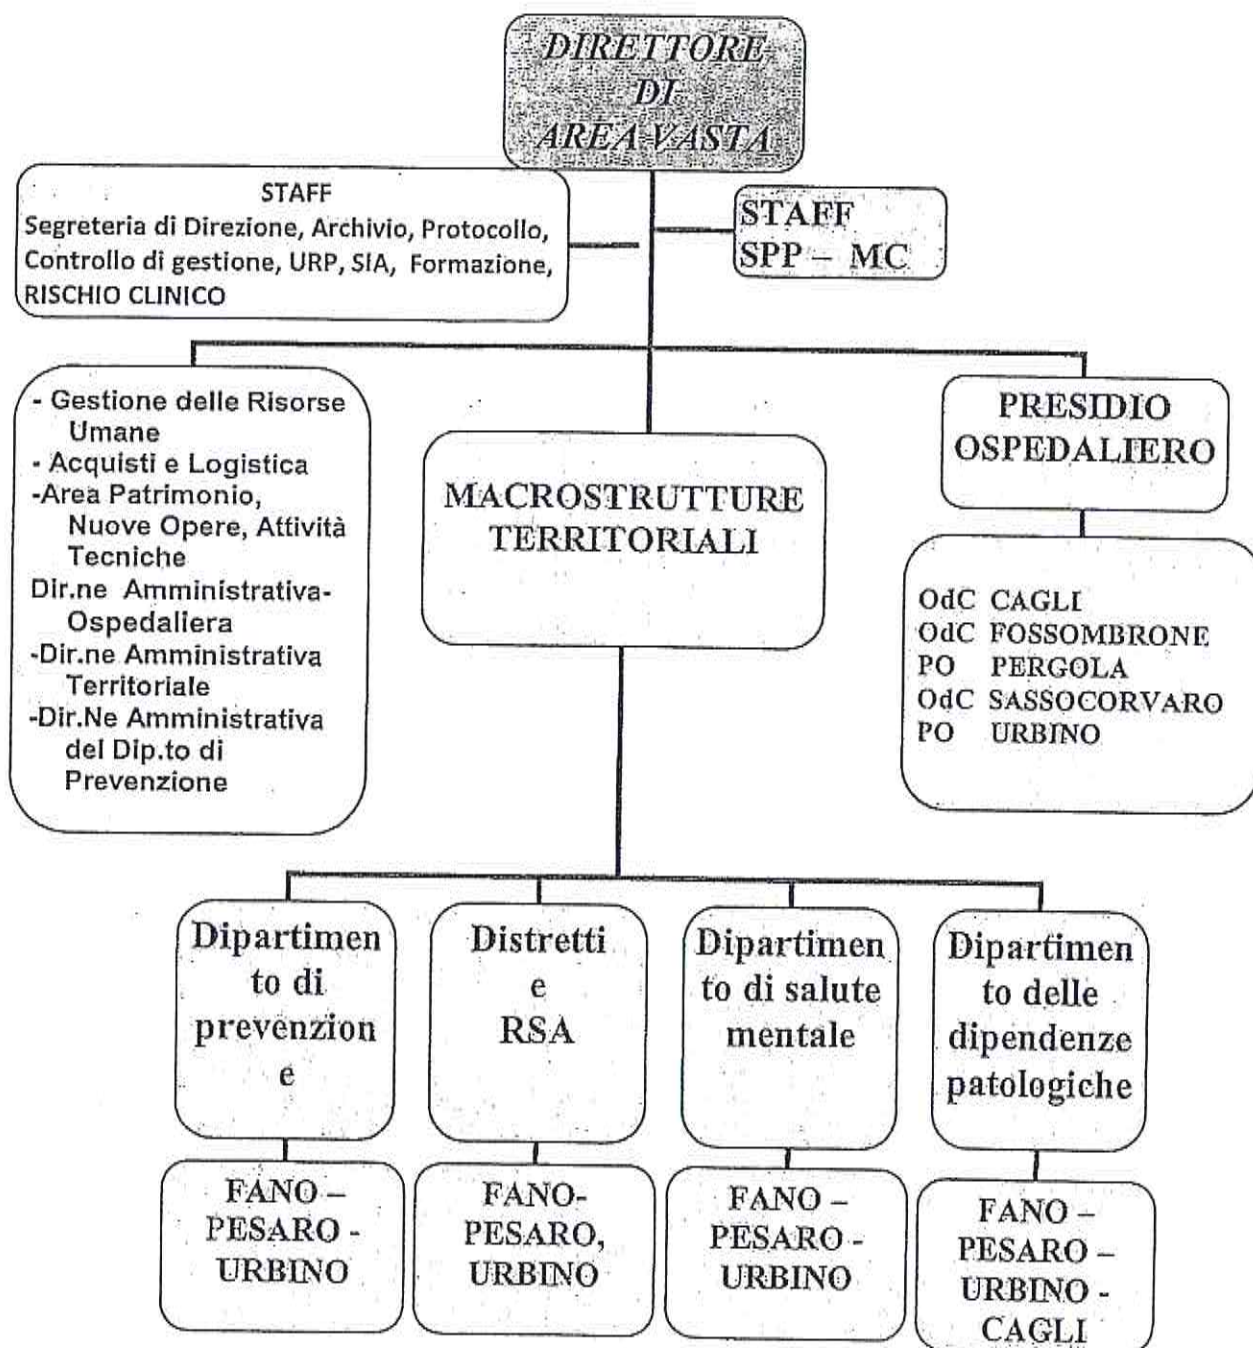 DIRETTORE
DI
AREA VASTA
STAFF
Segreteria di Direzione, Archivio, Protocollo,
Controllo di gestione, URP, SIA, Formazione,
RISCHIO CLINICO
STAFF
SPP – MC
- Gestione delle Risorse
Umane
- Acquisti e Logistica
-Area Patrimonio,
Nuove Opere, Attività
Tecniche
Dir.ne Amministrativa-
Ospedaliera
-Dir.ne Amministrativa
Territoriale
-Dir.Ne Amministrativa
del Dip.to di
Prevenzione
MACROSTRUTTURE
TERRITORIALI
PRESIDIO
OSPEDALIERO
OdC CAGLI
OdC FOSSOMBRONE
PO PERGOLA
OdC SASSOCORVARO
PO URBINO
Dipartimen
to di
prevenzion
e
Distretti
e
RSA
Dipartimen
to di salute
mentale
Dipartimen
to delle
dipendenze
patologiche
FANO –
PESARO -
URBINO
FANO-
PESARO,
URBINO
FANO –
PESARO -
URBINO
FANO –
PESARO –
URBINO -
CAGLI